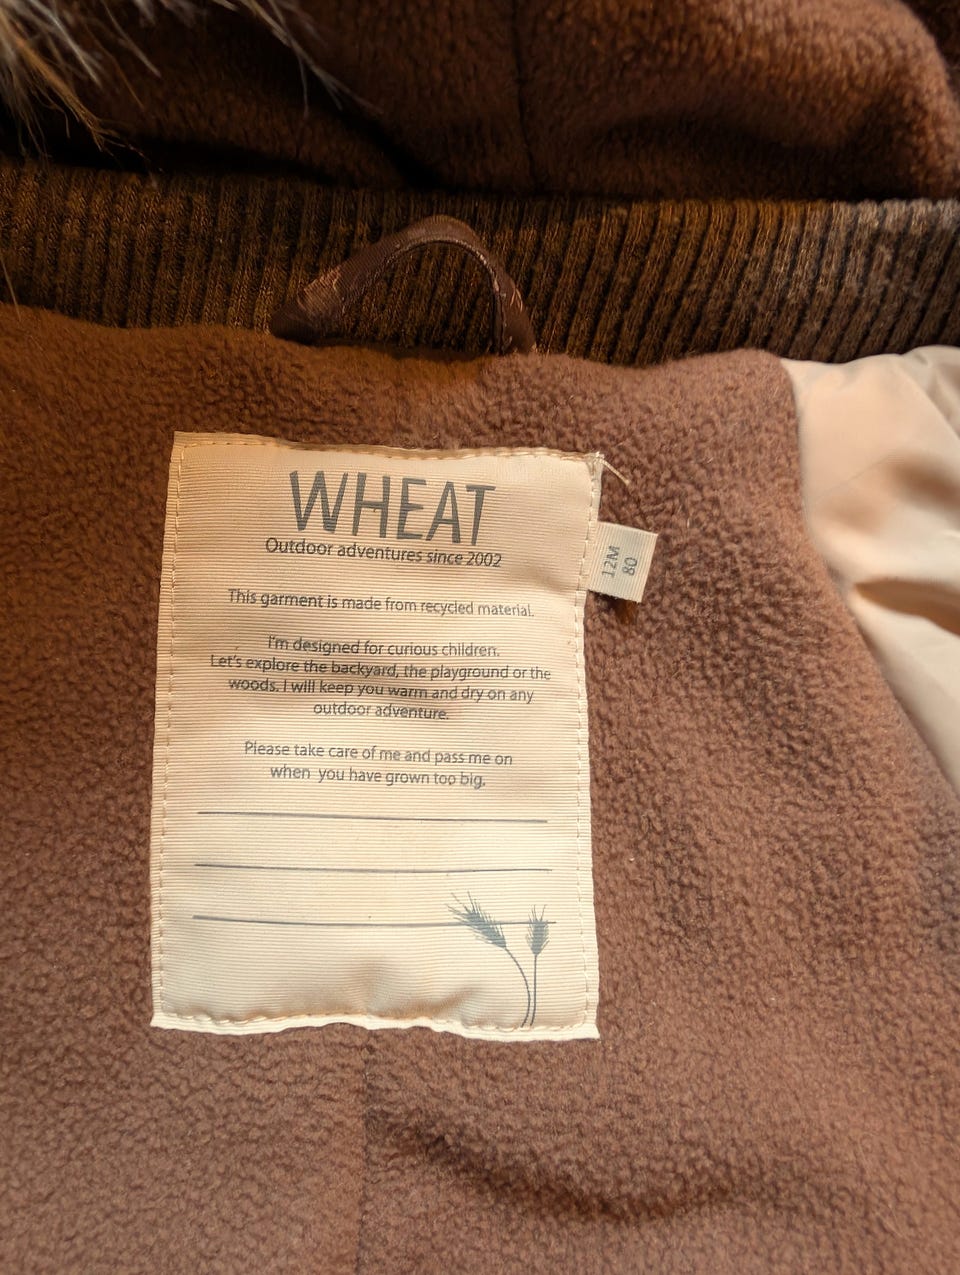 WHEAT
Outdoor adventures since 2002
12M
80
This garment is made from recycled material.
I'm designed for curious children.
Let's explore the backyard, the playground or the
woods. I will keep you warm and dry on any
outdoor adventure.
Please take care of me and pass me on
when you have grown too big.